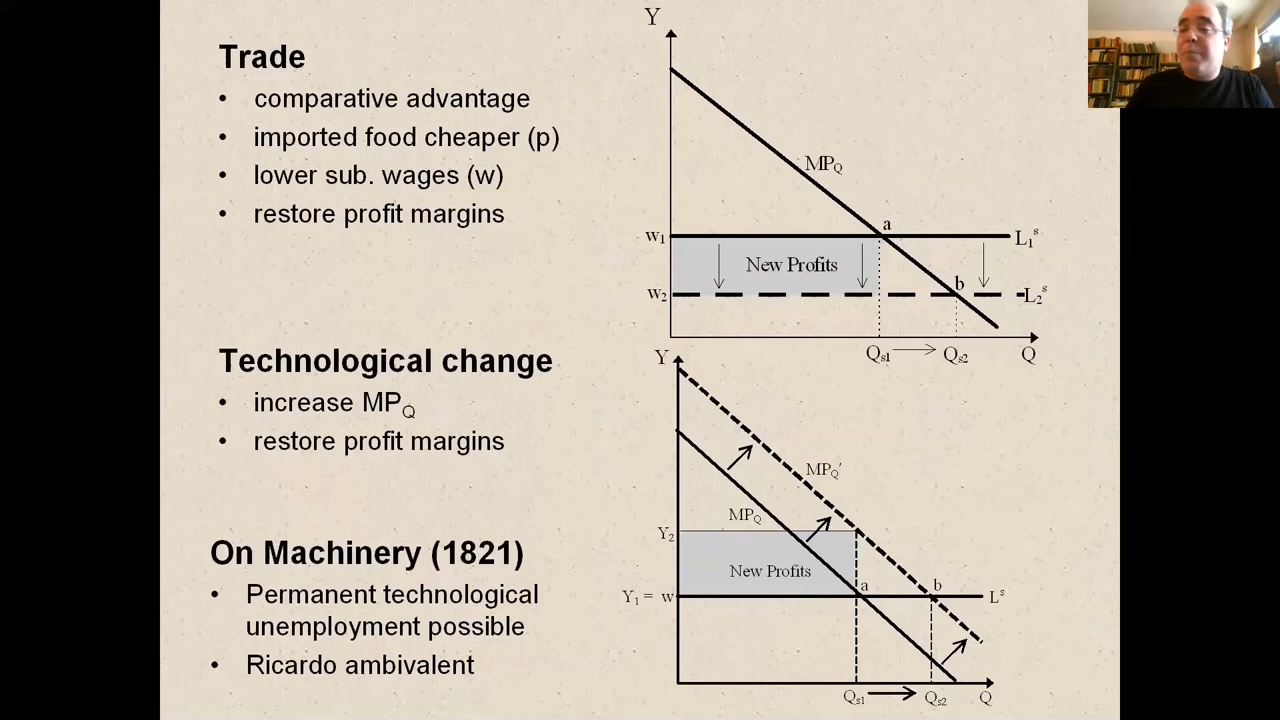 Trade
• comparative advantage
• imported food cheaper (p)
• lower sub. wages (w)
• restore profit margins
Y
MPQ
a
w1
L1s
New Profits
b
w2
L2s
Qs1
Qs2
Q
Technological change
• increase MPQ
• restore profit margins
On Machinery (1821)
• Permanent technological
unemployment possible
• Ricardo ambivalent
Y
MPQ′
MPQ
Y2
New Profits
a
b
Y1 = w
Ls
Qs1
Qs2
Q